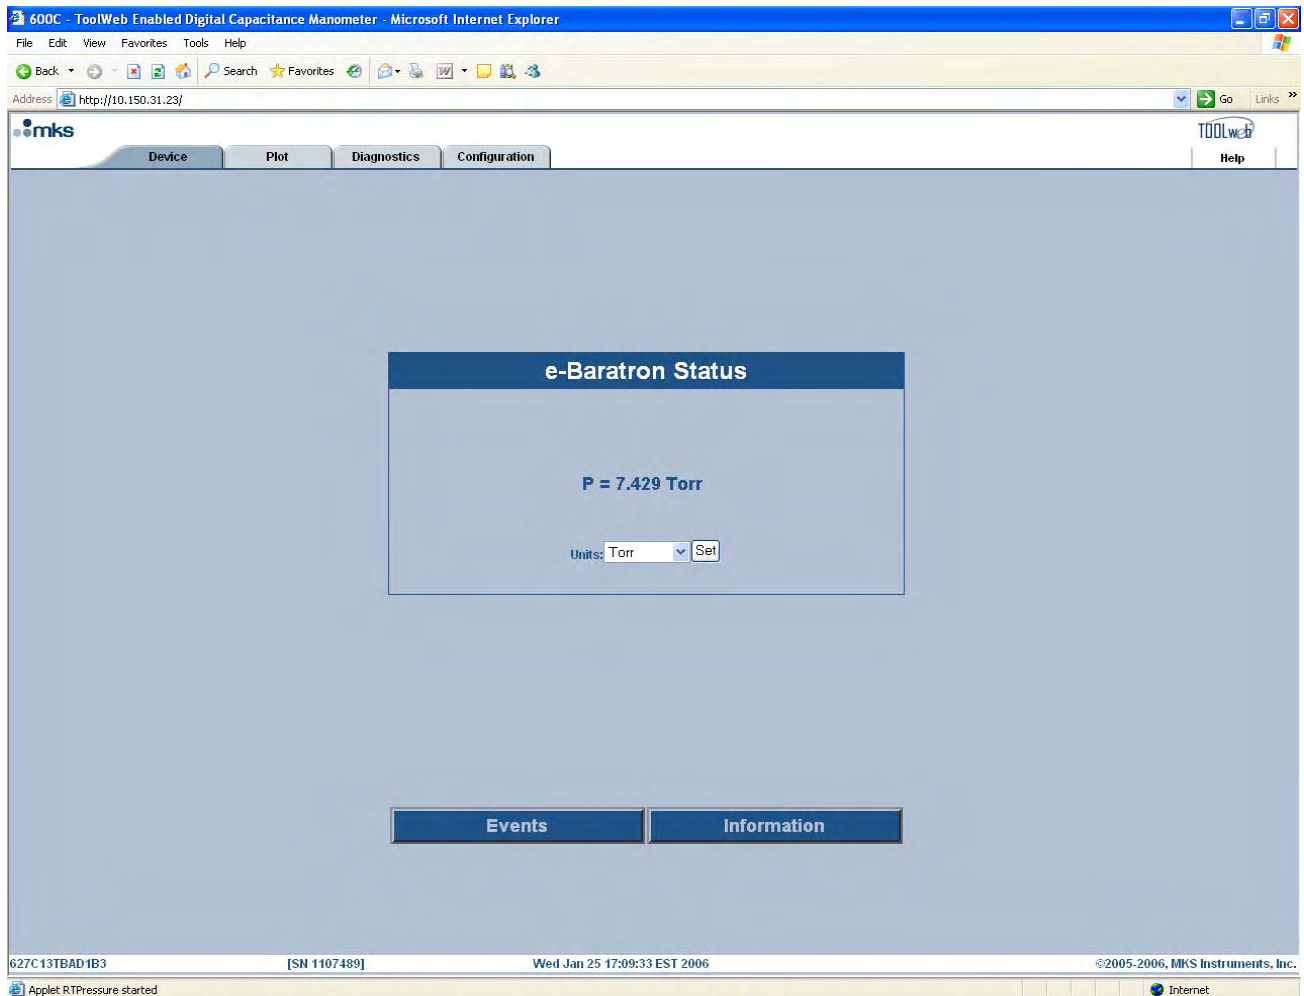 600C - ToolWeb Enabled Digital Capacitance Manometer - Microsoft Internet Explorer
File Edit View Favorites Tools Help
Back Search Favorites
Address http://10.150.31.23/ Go Links »
mks
TOOLweb
Device Plot Diagnostics Configuration Help
e-Baratron Status
P = 7.429 Torr
Units: Torr Set
Events Information
627C13TBAD1B3 [SN 1107489] Wed Jan 25 17:09:33 EST 2006 ©2005-2006, MKS Instruments, Inc.
Applet RTPressure started Internet